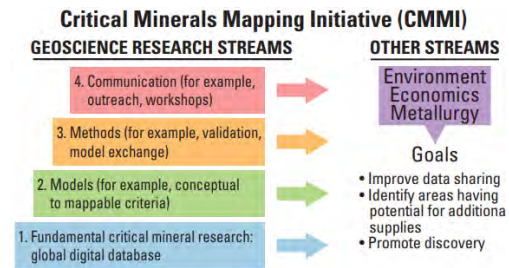 Critical Minerals Mapping Initiative (CMMI)
GEOSCIENCE RESEARCH STREAMS
4. Communication (for example,
outreach, workshops)
3. Methods (for example, validation,
model exchange)
2. Models (for example, conceptual
to mappable criteria)
1. Fundamental critical mineral research:
global digital database
OTHER STREAMS
Environment
Economics
Metallurgy
Goals
• Improve data sharing
• Identify areas having
potential for additiona
supplies
• Promote discovery